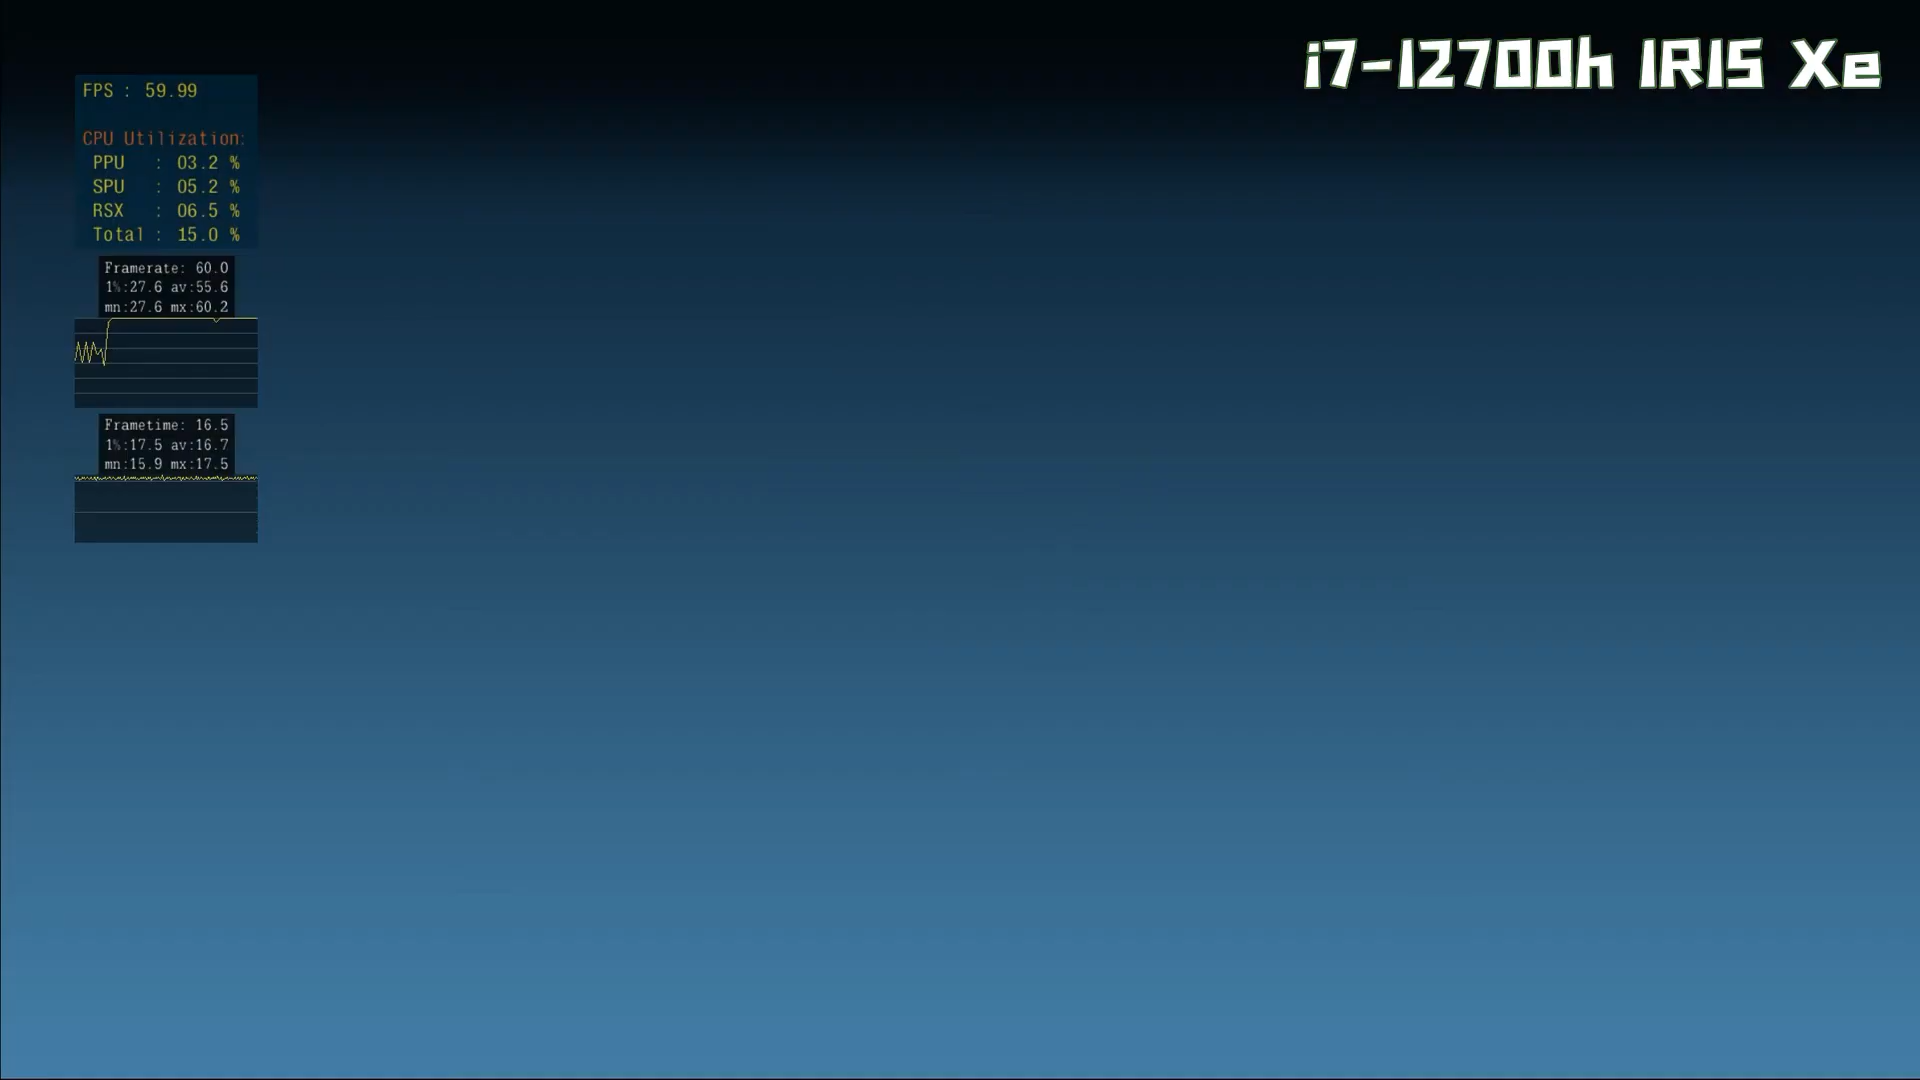 i7-12700h IRIS Xe
FPS : 59.99
CPU Utilization:
PPU : 03.2 %
SPU : 05.2 %
RSX : 06.5 %
Total : 15.0 %
Framerate: 60.0
1%:27.6 av:55.6
mn:27.6 mx:60.2
Frametime: 16.5
1%:17.5 av:16.7
mn:15.9 mx:17.5